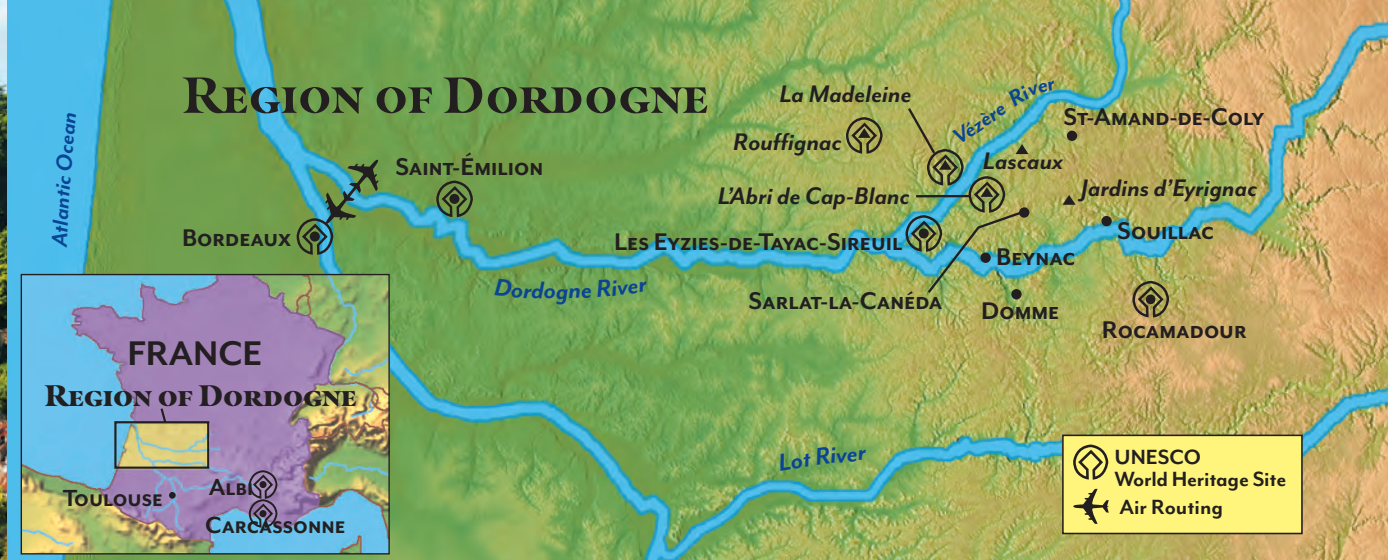 REGION OF DORDOGNE
Atlantic Ocean
La Madeleine
Rouffignac
Vézère River
ST-AMAND-DE-COLY
Lascaux
SAINT-ÉMILION
L'Abri de Cap-Blanc
Jardins d'Eyrignac
BORDEAUX
LES EYZIES-DE-TAYAC-SIREUIL
SOUILLAC
BEYNAC
Dordogne River
SARLAT-LA-CANÉDA
DOMME
ROCAMADOUR
FRANCE
REGION OF DORDOGNE
TOULOUSE
ALBI
CARCASSONNE
Lot River
UNESCO
World Heritage Site
Air Routing